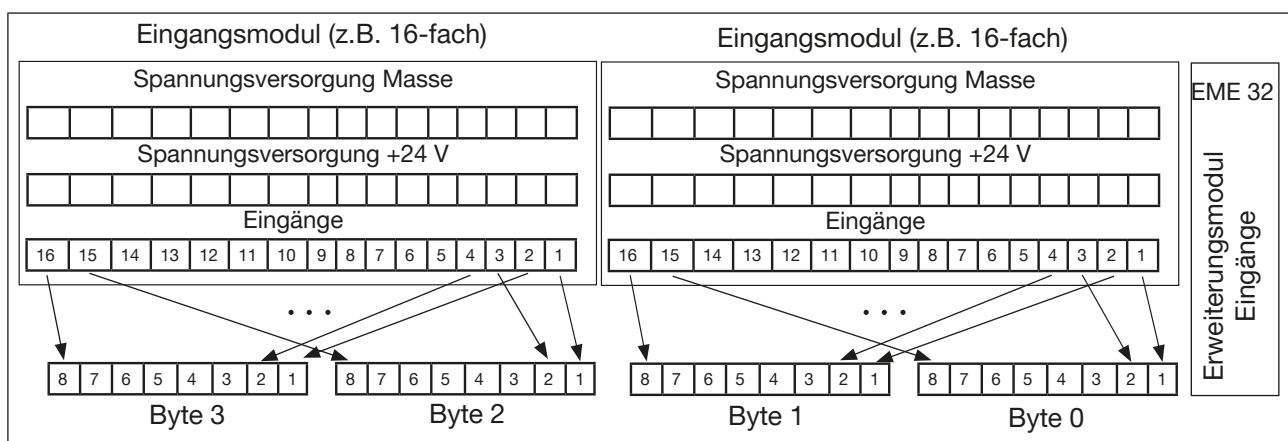 Eingangsmodul (z.B. 16-fach)
Spannungsversorgung Masse
Spannungsversorgung +24 V
Eingänge
16 15 14 13 12 11 10 9 8 7 6 5 4 3 2 1
. . .
8 7 6 5 4 3 2 1
8 7 6 5 4 3 2 1
Byte 3
Byte 2
Eingangsmodul (z.B. 16-fach)
Spannungsversorgung Masse
Spannungsversorgung +24 V
Eingänge
16 15 14 13 12 11 10 9 8 7 6 5 4 3 2 1
. . .
8 7 6 5 4 3 2 1
8 7 6 5 4 3 2 1
Byte 1
Byte 0
EME 32
Erweiterungsmodul
Eingänge